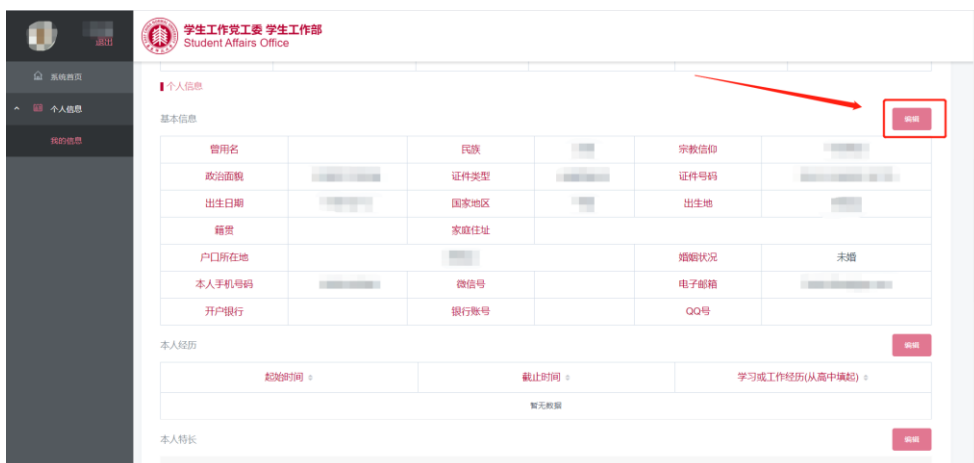 退出
学生工作党工委 学生工作部
Student Affairs Office
系统首页
个人信息
我的信息
个人信息
基本信息 编辑
曾用名 民族 宗教信仰
政治面貌 证件类型 证件号码
出生日期 国家地区 出生地
籍贯 家庭住址
户口所在地 婚姻状况 未婚
本人手机号码 微信号 电子邮箱
开户银行 银行账号 QQ号
本人经历 编辑
起始时间 截止时间 学习或工作经历(从高中填起)
暂无数据
本人特长 编辑